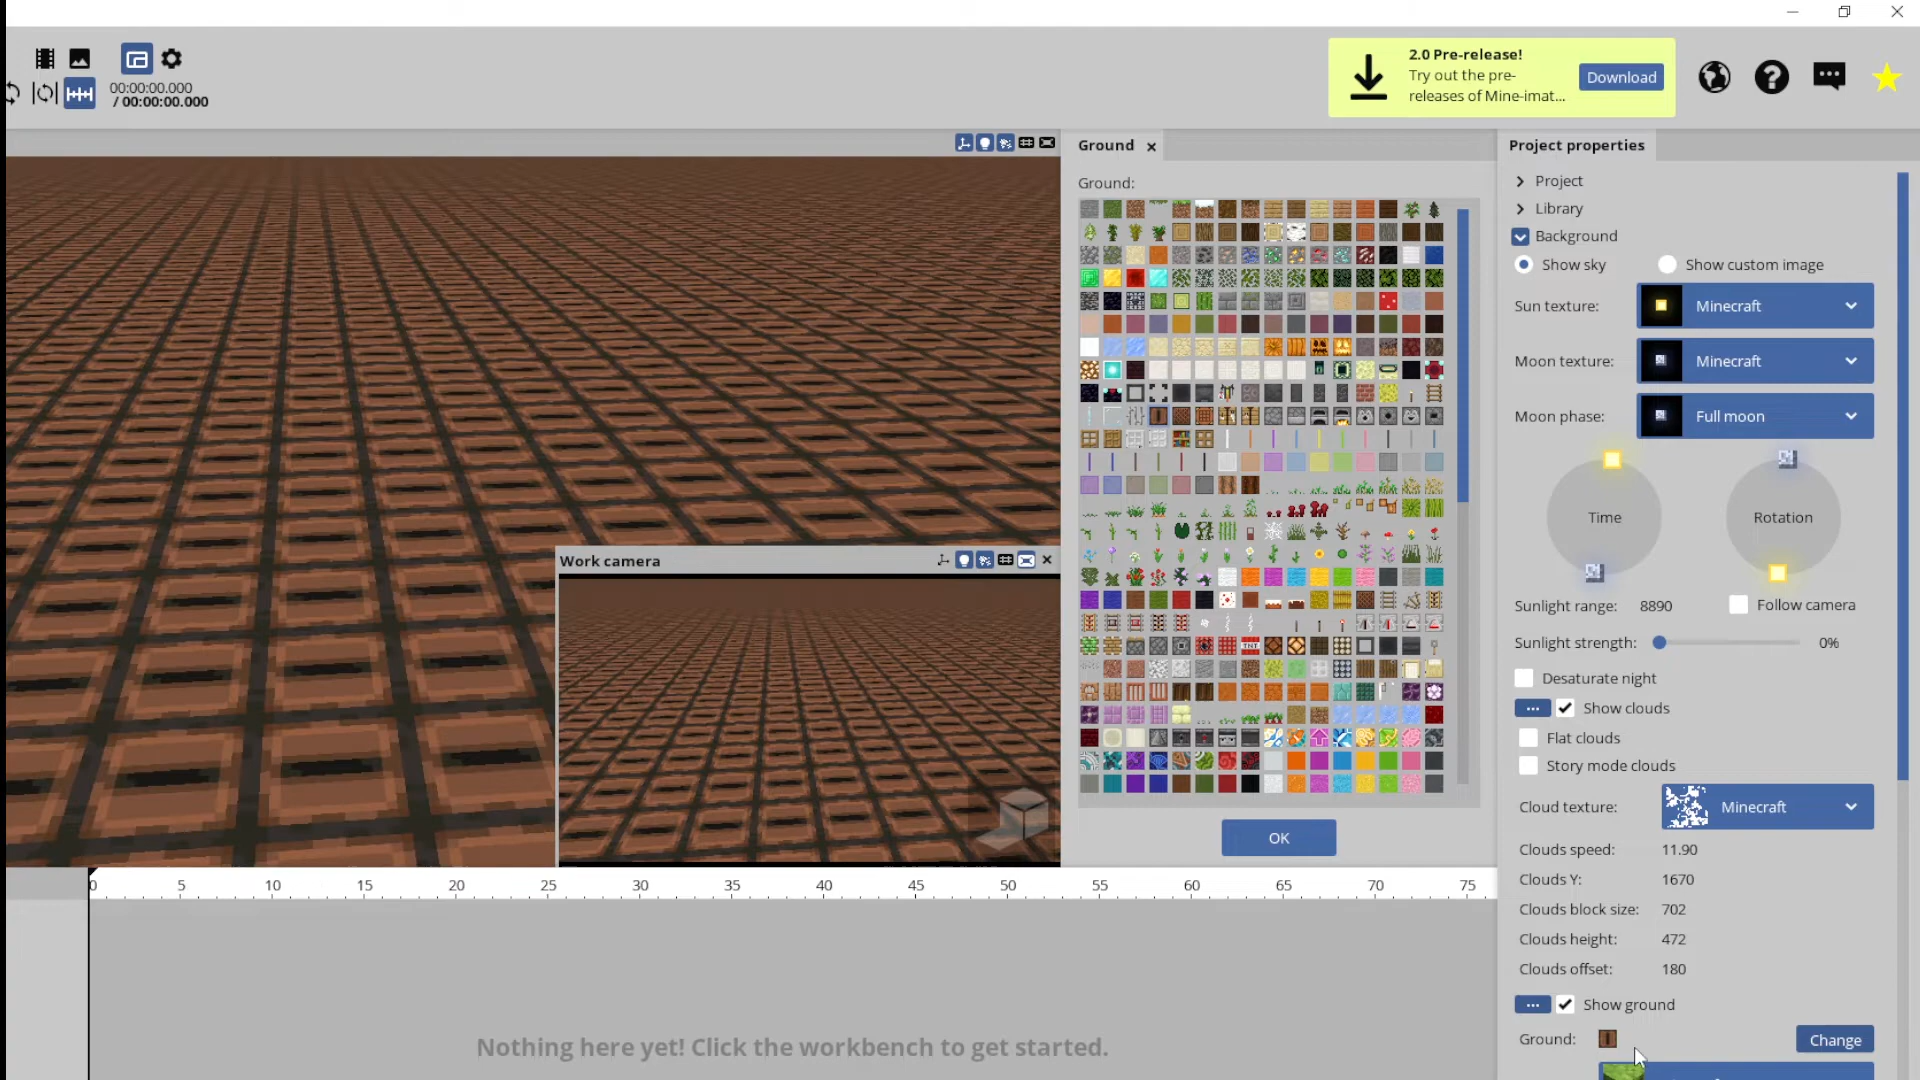 2.0 Pre-release!
Try out the pre-
releases of Mine-imat...
Download
00:00:00.000
/ 00:00:00.000
Ground
Project properties
Ground:
Project
Library
Background
Show sky
Show custom image
Sun texture:
Minecraft
Moon texture:
Minecraft
Moon phase:
Full moon
Time
Rotation
Work camera
Sunlight range:
8890
Follow camera
Sunlight strength:
0%
Desaturate night
Show clouds
Flat clouds
Story mode clouds
Cloud texture:
Minecraft
OK
Clouds speed:
11.90
Clouds Y:
1670
Clouds block size:
702
Clouds height:
472
Clouds offset:
180
Show ground
Ground:
Change
0 5 10 15 20 25 30 35 40 45 50 55 60 65 70 75
Nothing here yet! Click the workbench to get started.